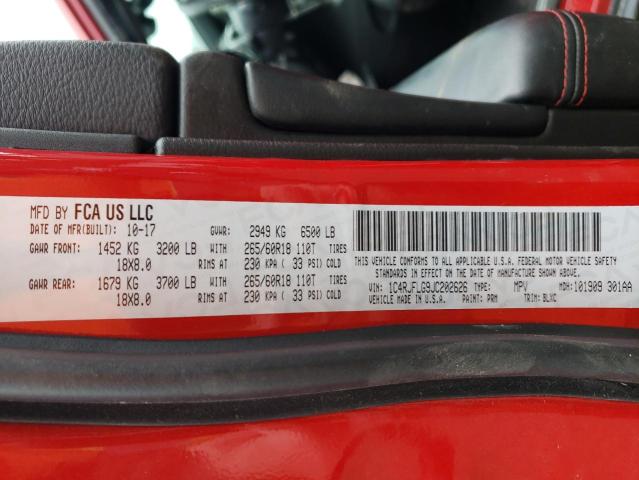 MFD BY FCA US LLC
DATE OF MFR(BUILT): 10-17 GVWR: 2949 KG 6500 LB
GAWR FRONT: 1452 KG 3200 LB WITH 265/60R18 110T TIRES
18X8.0 RIMS AT 230 KPA ( 33 PSI) COLD
GAWR REAR: 1679 KG 3700 LB WITH 265/60R18 110T TIRES
18X8.0 RIMS AT 230 KPA ( 33 PSI) COLD
THIS VEHICLE CONFORMS TO ALL APPLICABLE U.S.A. FEDERAL MOTOR VEHICLE SAFETY
STANDARDS IN EFFECT ON THE DATE OF MANUFACTURE SHOWN ABOVE.
VIN: 1C4RJFLG9JC202626 TYPE: MPV MDH: 101909 301AA
MADE IN U.S.A. PAINT: PRM TRIM: BLXC